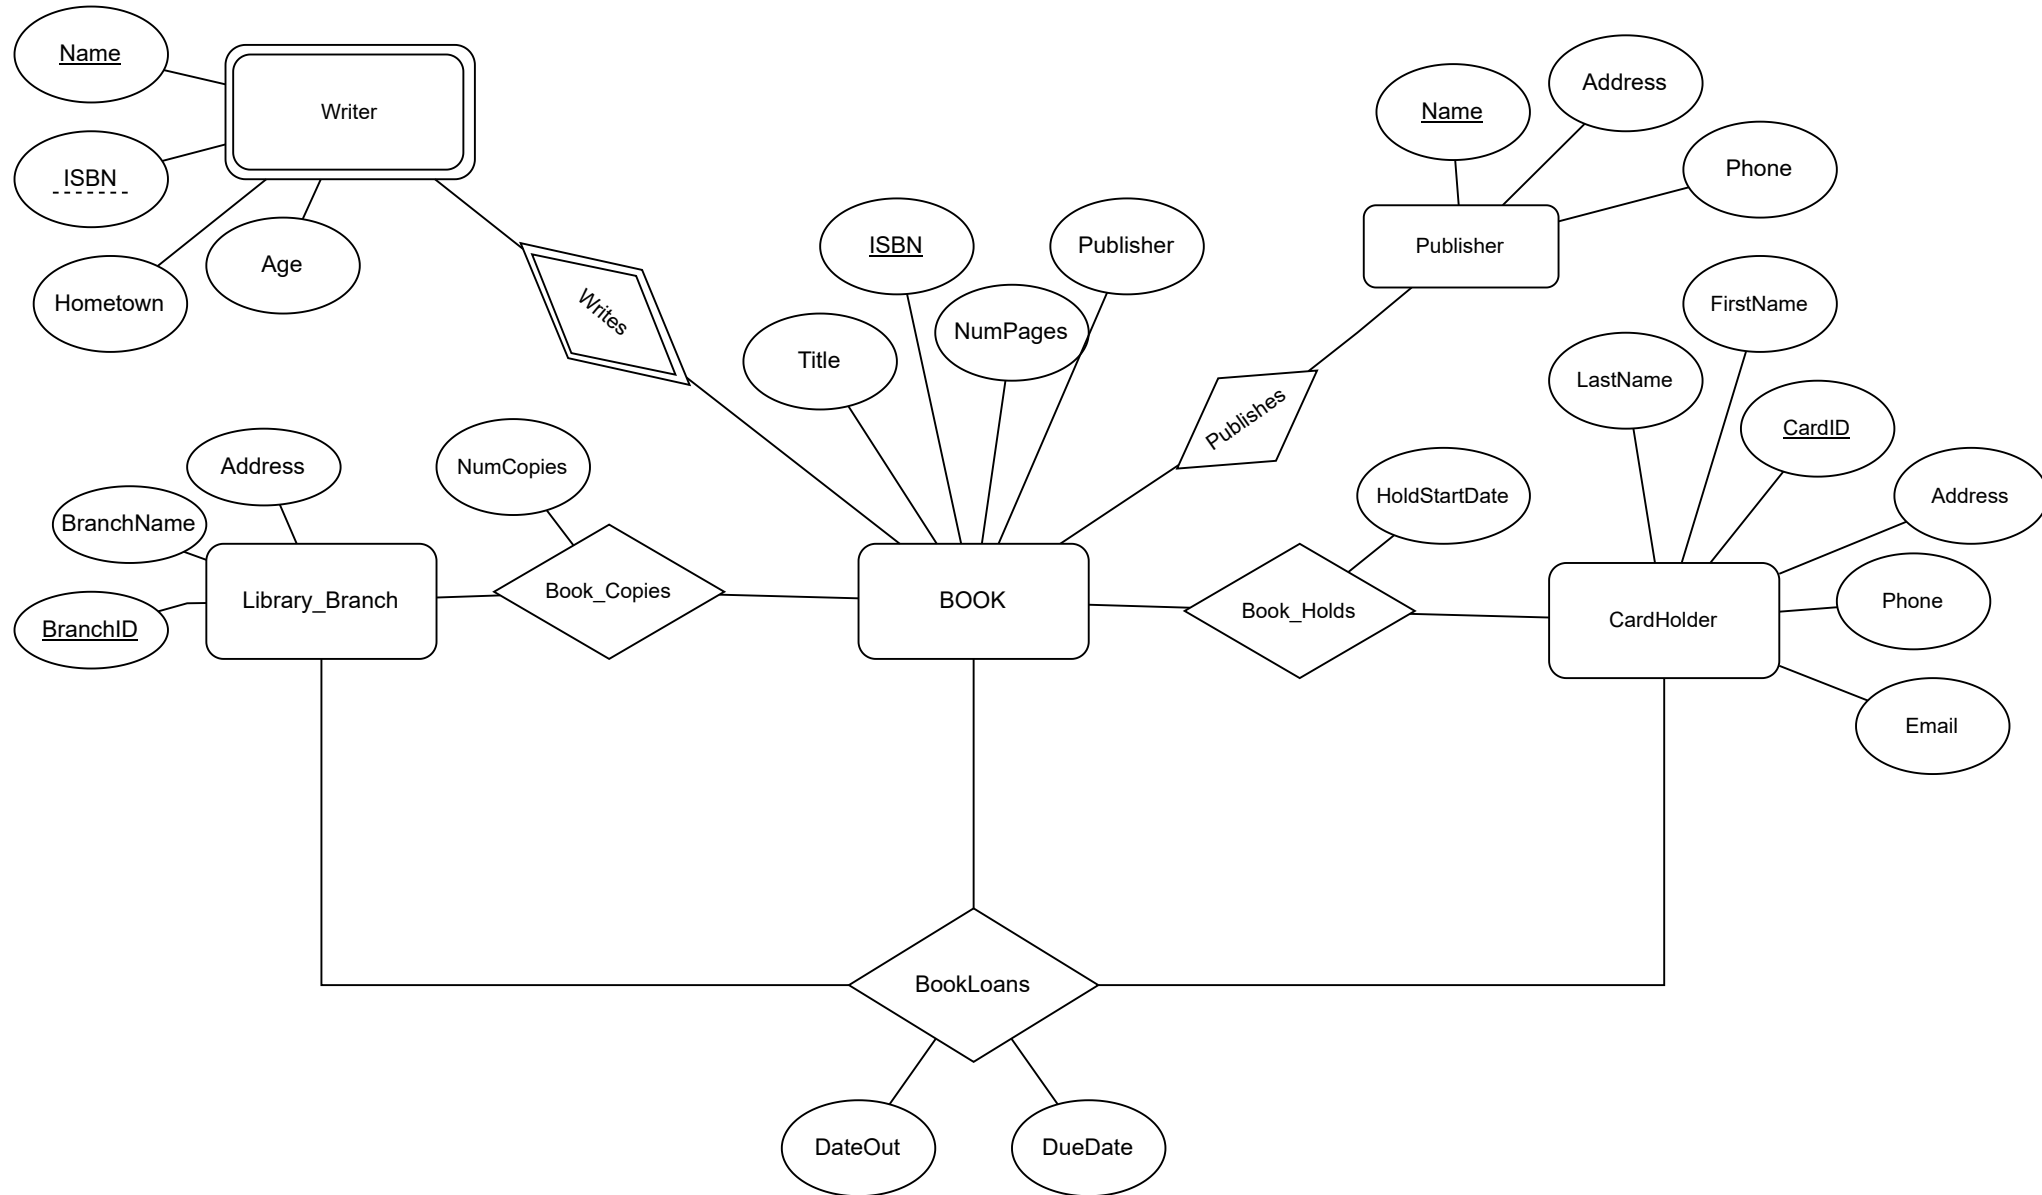 Name
Writer
Address
Name
Phone
ISBN
Publisher
ISBN
Publisher
Age
Hometown
FirstName
Writes
NumPages
Title
LastName
Publishes
CardID
Address
NumCopies
HoldStartDate
Address
BranchName
Book_Copies
Library_Branch
BOOK
Book_Holds
Phone
CardHolder
BranchID
Email
BookLoans
DateOut
DueDate